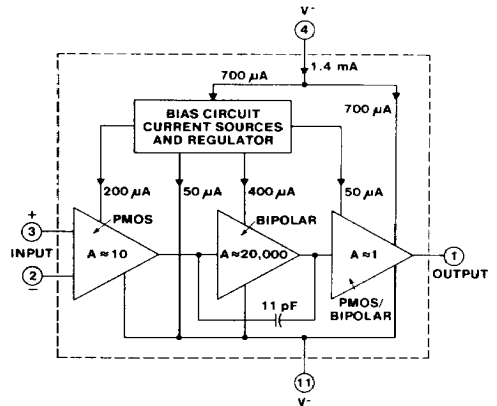 V-
4
1.4 mA
700 μA
700 μA
BIAS CIRCUIT
CURRENT SOURCES
AND REGULATOR
200 μA
50 μA
400 μA
50 μA
+
3
INPUT
2
−
PMOS
A ≈ 10
BIPOLAR
A ≈ 20,000
A ≈ 1
PMOS/
BIPOLAR
1
OUTPUT
11 pF
11
V-